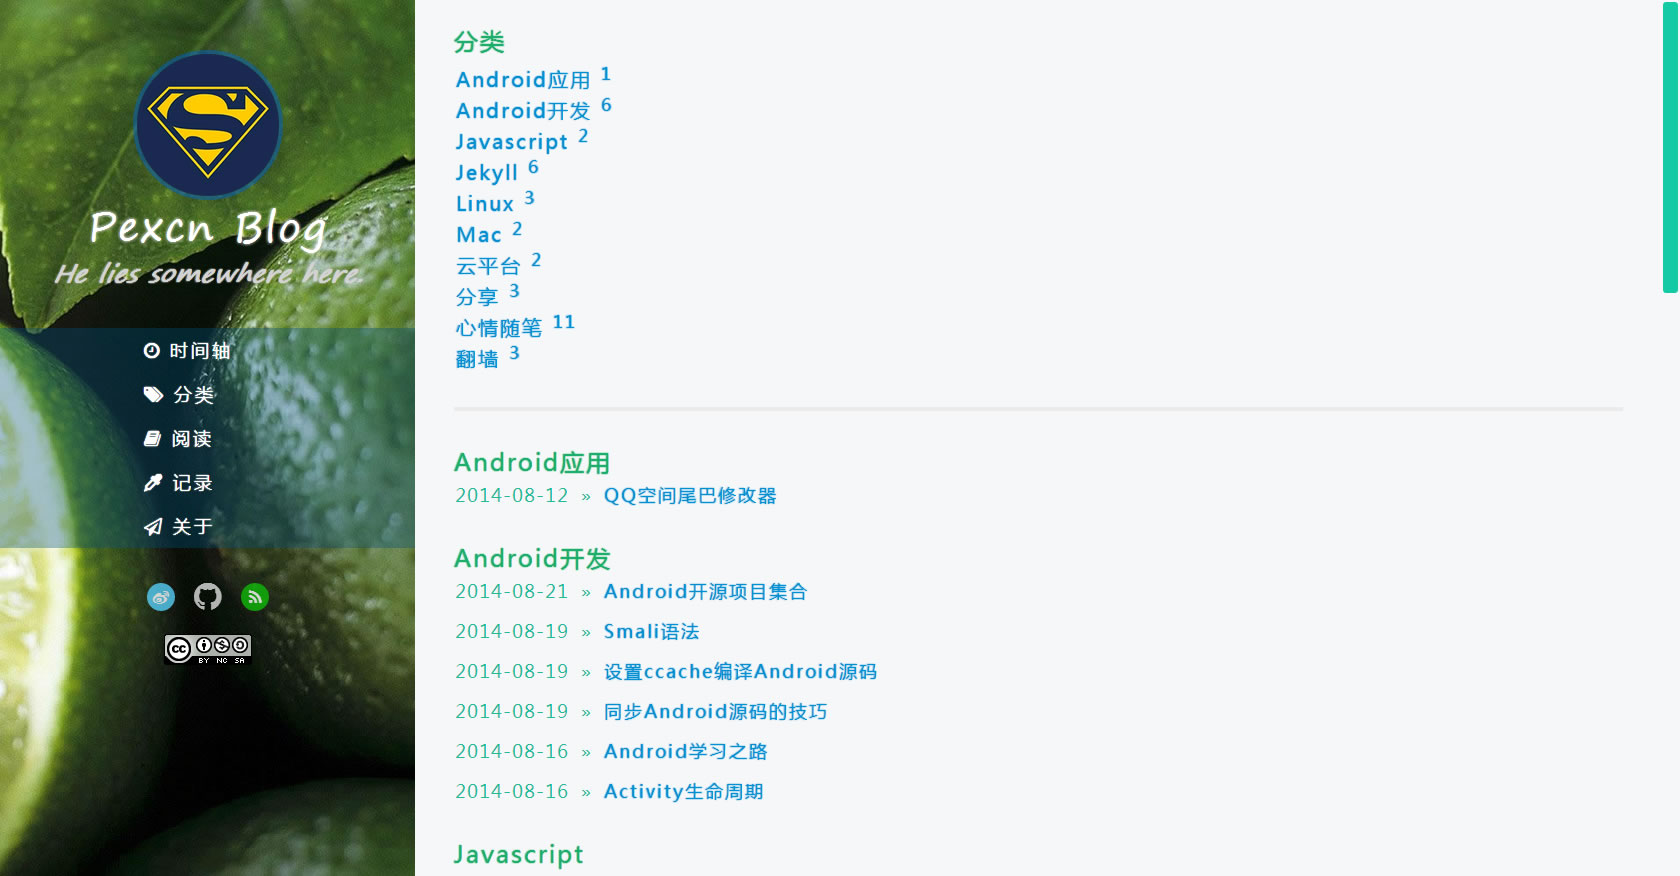 Pexcn Blog
He lies somewhere here.
时间轴
分类
阅读
记录
关于
cc BY NC SA
分类
Android应用 1
Android开发 6
Javascript 2
Jekyll 6
Linux 3
Mac 2
云平台 2
分享 3
心情随笔 11
翻墙 3
Android应用
2014-08-12 » QQ空间尾巴修改器
Android开发
2014-08-21 » Android开源项目集合
2014-08-19 » Smali语法
2014-08-19 » 设置ccache编译Android源码
2014-08-19 » 同步Android源码的技巧
2014-08-16 » Android学习之路
2014-08-16 » Activity生命周期
Javascript